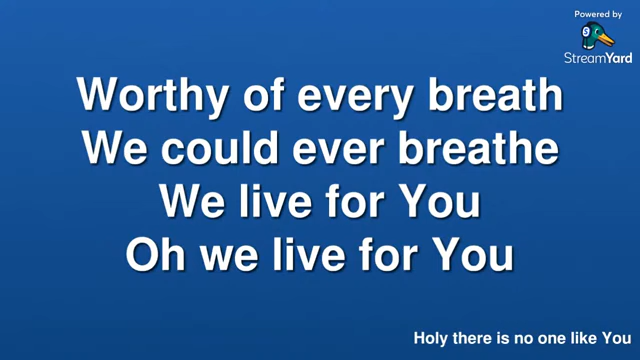 Powered by
StreamYard
Worthy of every breath
We could ever breathe
We live for You
Oh we live for You
Holy there is no one like You